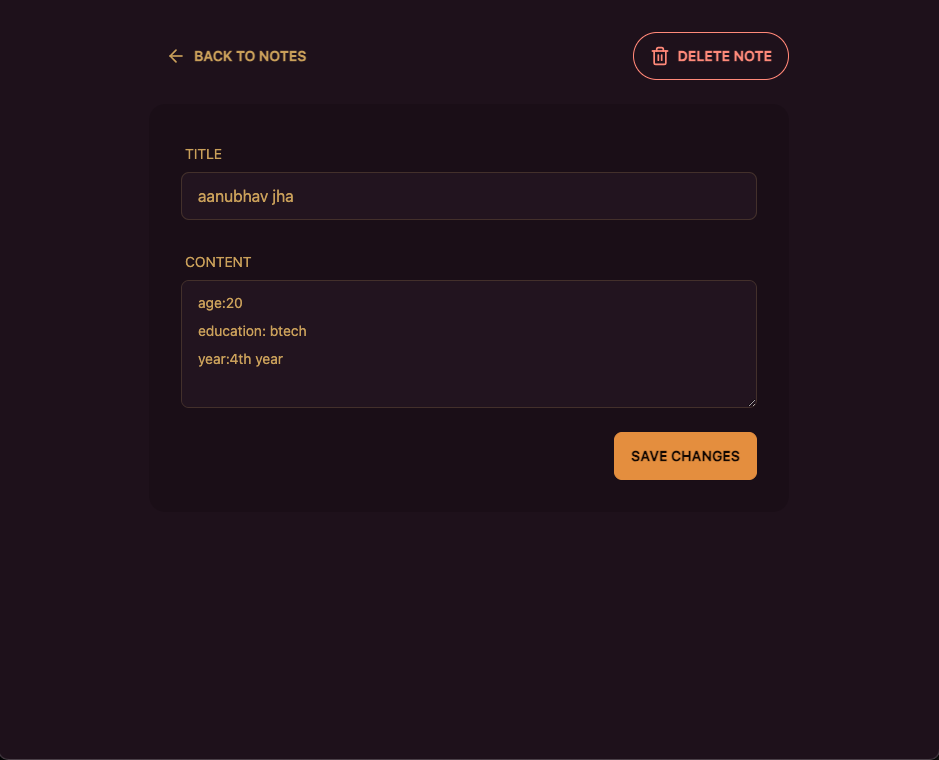 BACK TO NOTES
DELETE NOTE
TITLE
aanubhav jha
CONTENT
age:20
education: btech
year:4th year
SAVE CHANGES